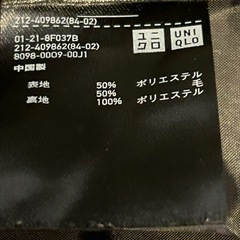 212-409862(84-02)
01-21-8F037B
212-409862(84-02)
8098-0009-00J1
中国製
ユニクロ
UNIQLO
表地 50% ポリエステル
50% 毛
裏地 100% ポリエステル